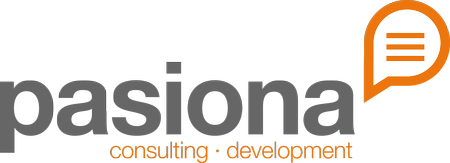 pasiona
consulting · development